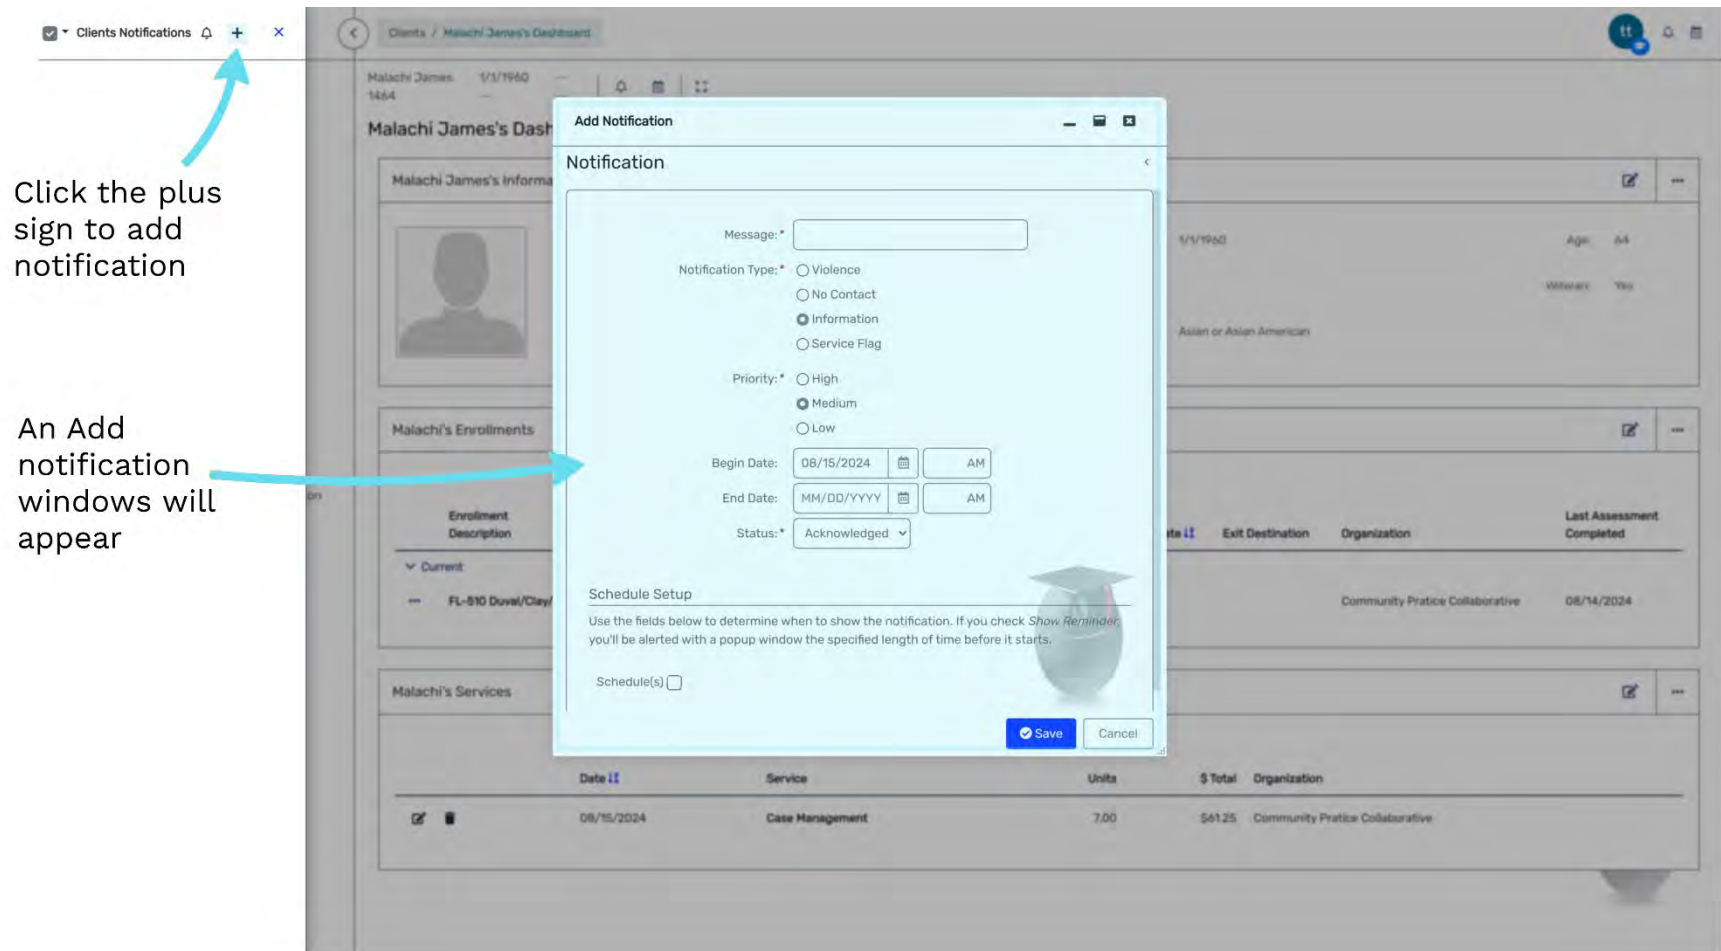 Clients Notifications
Clients / Malachi James's Dashboard
tt
Malachi James 1/1/1960 —
1464 —
Malachi James's Dash
Click the plus
sign to add
notification
An Add
notification
windows will
appear
Malachi James's Informa
Add Notification
Notification
Message:*
Notification Type:* Violence
No Contact
Information
Service Flag
Priority:* High
Medium
Low
Begin Date: 08/15/2024 AM
End Date: MM/DD/YYYY AM
Status:* Acknowledged
Schedule Setup
Use the fields below to determine when to show the notification. If you check Show Reminder,
you'll be alerted with a popup window the specified length of time before it starts.
Schedule(s)
Save Cancel
1/1/1960 Age: 64
Veteran: Yes
Asian or Asian American
on
Malachi's Enrollments
Enrollment
Description
ate Exit Destination Organization
Last Assessment
Completed
Current
FL-510 Duval/Clay/ Community Pratice Collaborative 08/14/2024
Malachi's Services
Date Service Units $ Total Organization
08/15/2024 Case Management 7.00 $61.25 Community Pratice Collaborative